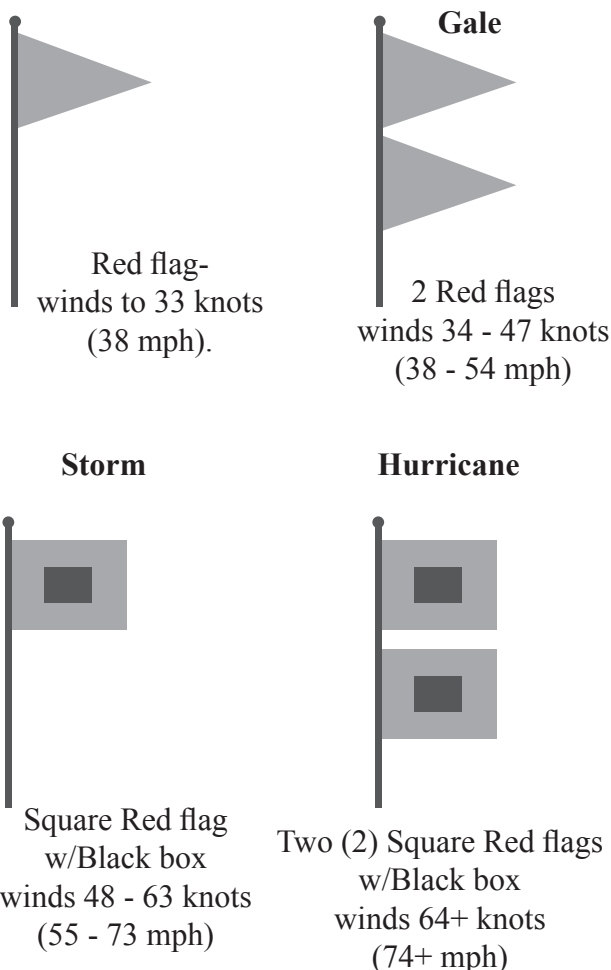 Gale
Red flag-
winds to 33 knots
(38 mph).
2 Red flags
winds 34 - 47 knots
(38 - 54 mph)
Storm
Hurricane
Square Red flag
w/Black box
winds 48 - 63 knots
(55 - 73 mph)
Two (2) Square Red flags
w/Black box
winds 64+ knots
(74+ mph)